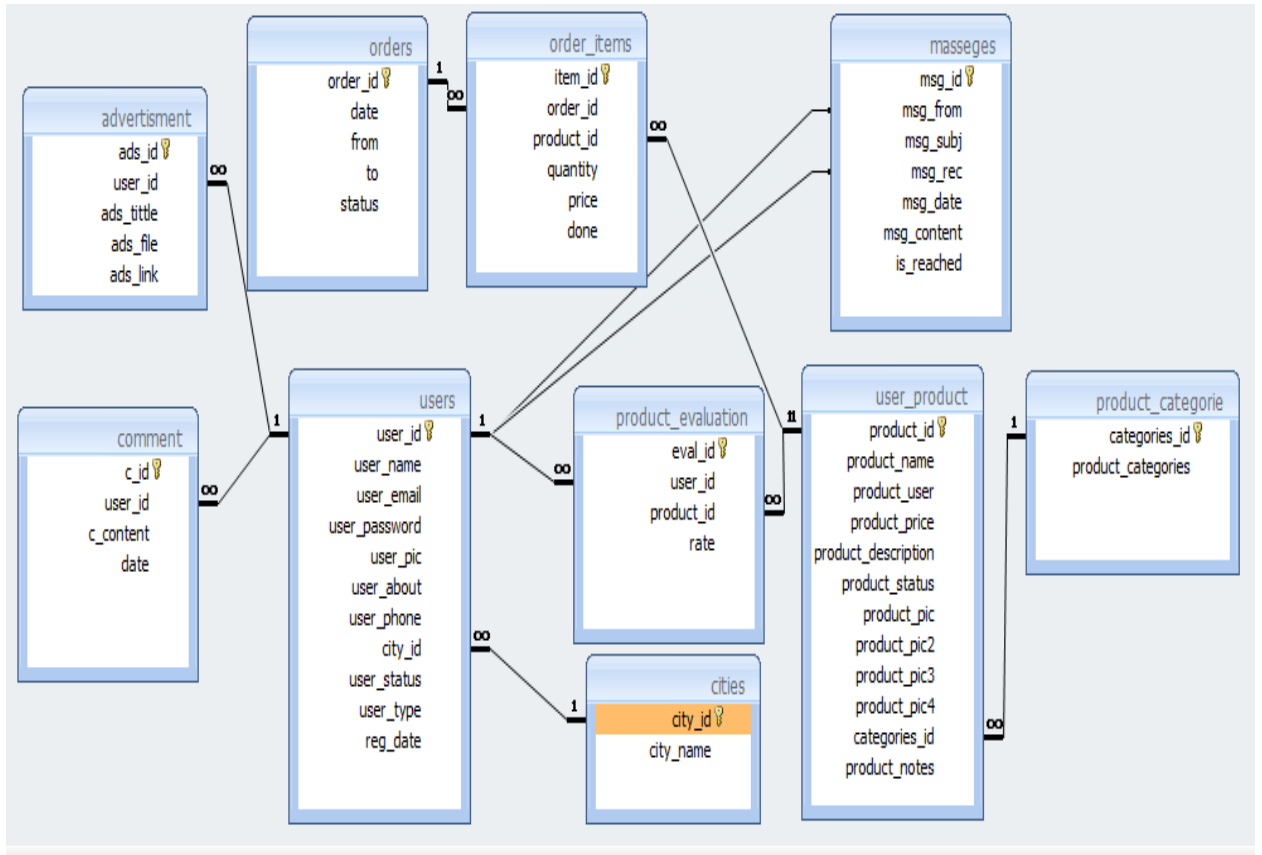 advertisment
ads_id
user_id
ads_tittle
ads_file
ads_link
orders
order_id
date
from
to
status
order_items
item_id
order_id
product_id
quantity
price
done
masseges
msg_id
msg_from
msg_subj
msg_rec
msg_date
msg_content
is_reached
comment
c_id
user_id
c_content
date
users
user_id
user_name
user_email
user_password
user_pic
user_about
user_phone
city_id
user_status
user_type
reg_date
product_evaluation
eval_id
user_id
product_id
rate
cities
city_id
city_name
user_product
product_id
product_name
product_user
product_price
product_description
product_status
product_pic
product_pic2
product_pic3
product_pic4
categories_id
product_notes
product_categorie
categories_id
product_categories
1
∞
∞
∞
1
∞
1
∞
∞
1
∞
1
1
1
∞